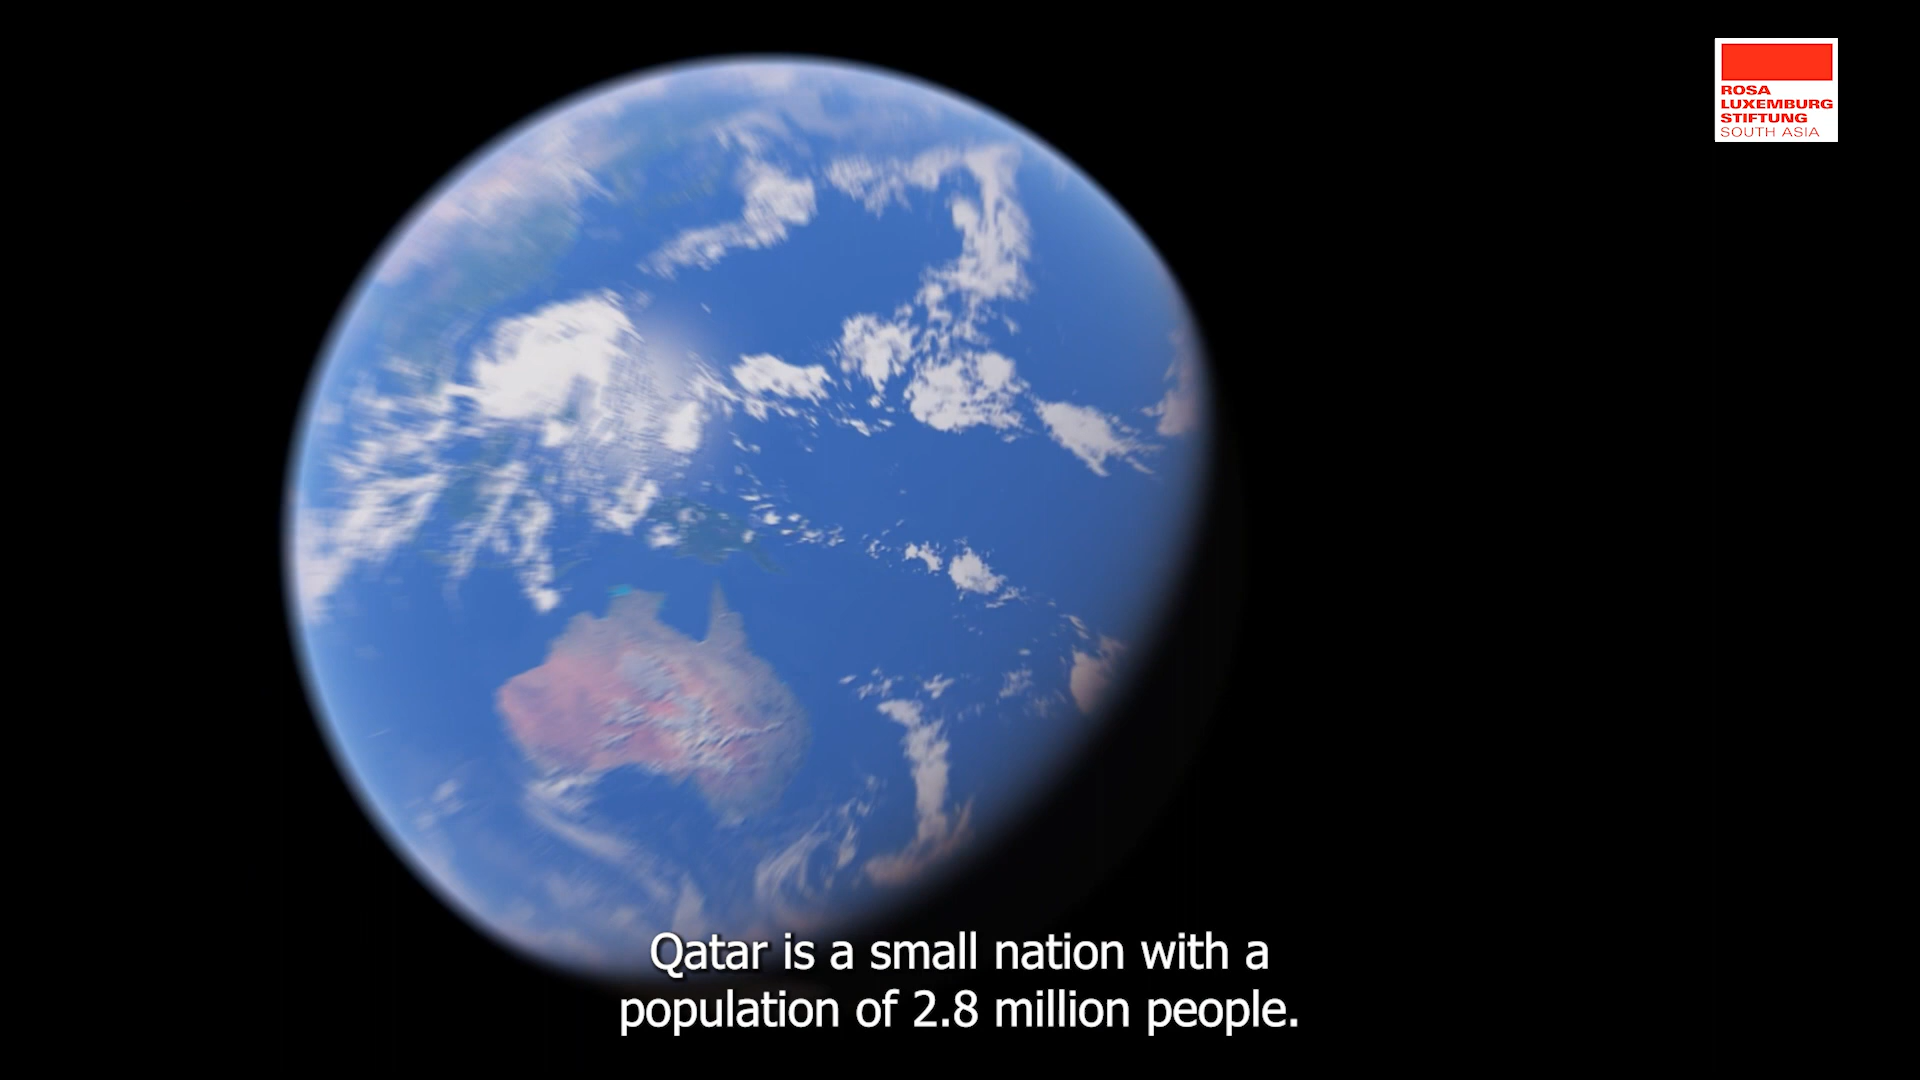 ROSA
LUXEMBURG
STIFTUNG
SOUTH ASIA
Qatar is a small nation with a
population of 2.8 million people.